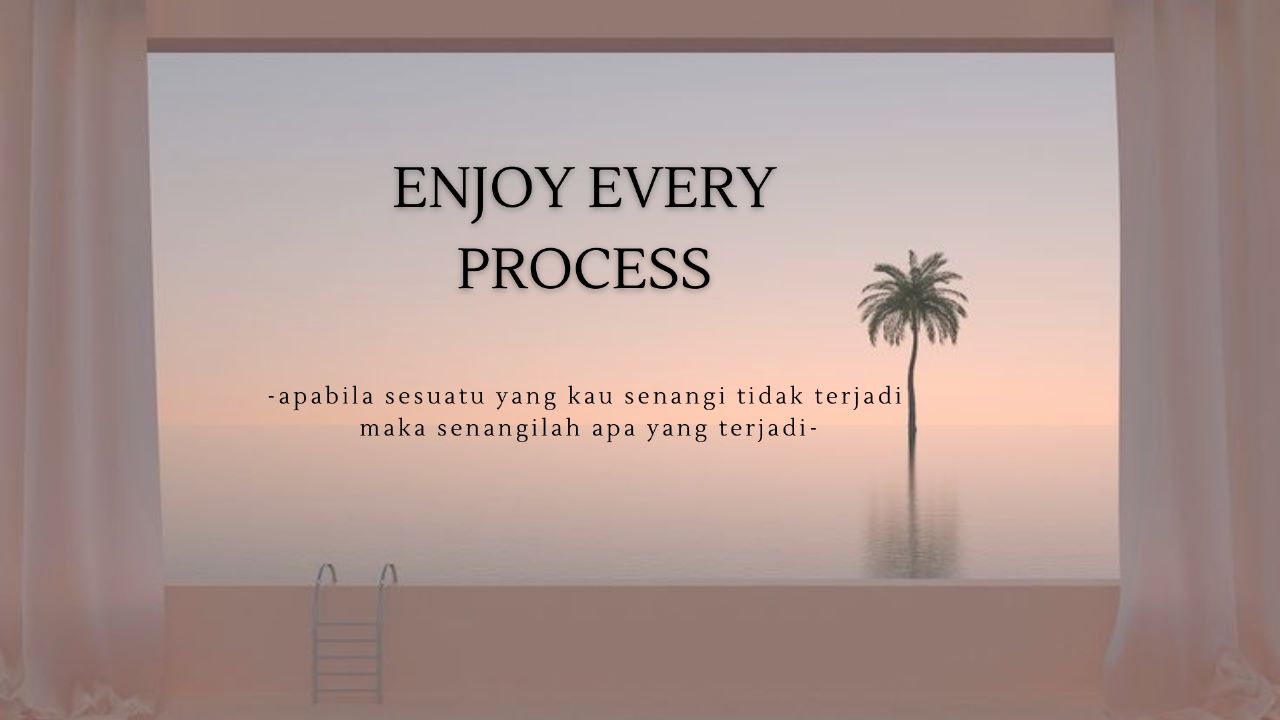 ENJOY EVERY
PROCESS
-apabila sesuatu yang kau senangi tidak terjadi
maka senangilah apa yang terjadi-